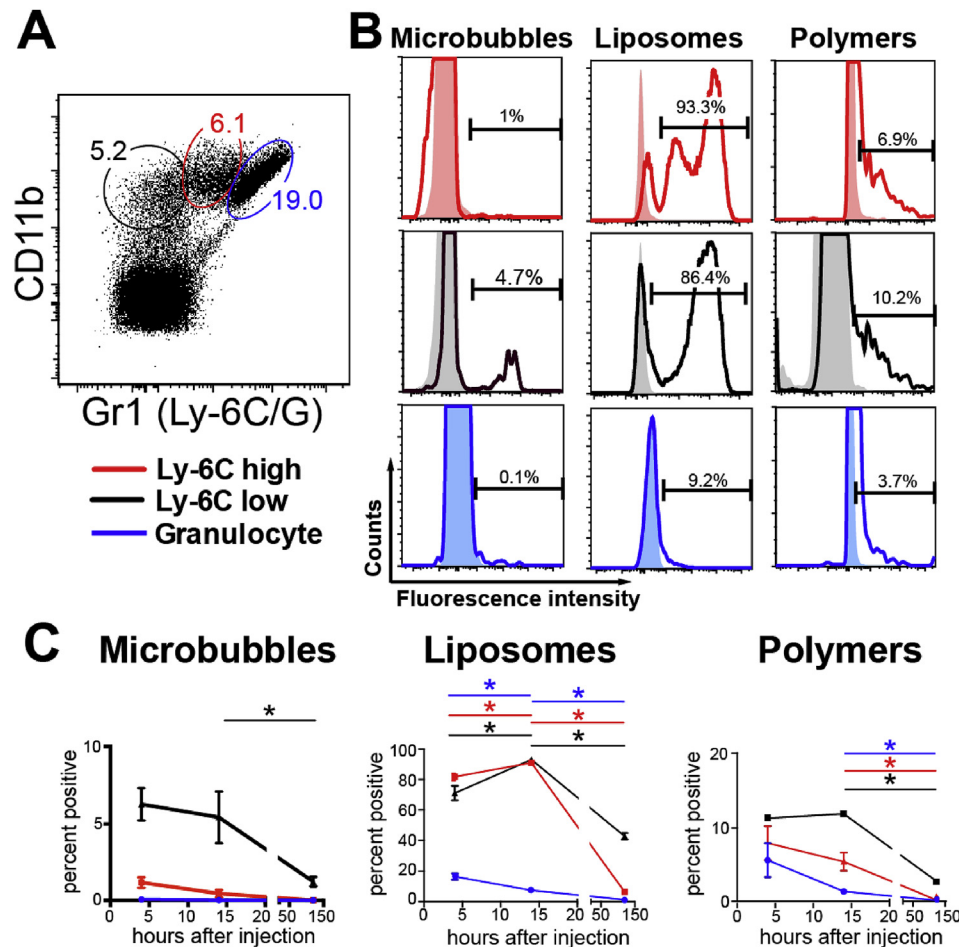 A
CD11b
5.2
6.1
19.0
Gr1 (Ly-6C/G)
Ly-6C high
Ly-6C low
Granulocyte
B
Microbubbles Liposomes Polymers
1% 93.3% 6.9%
4.7% 86.4% 10.2%
0.1% 9.2% 3.7%
Counts
Fluorescence intensity
C
Microbubbles Liposomes Polymers
*
* *
* *
* *
*
*
*
percent positive
10
5
0
0 5 10 15 20 50 150
hours after injection
percent positive
100
80
60
40
20
0
0 5 10 15 20 50 150
hours after injection
percent positive
20
10
0
0 5 10 15 20 50 150
hours after injection